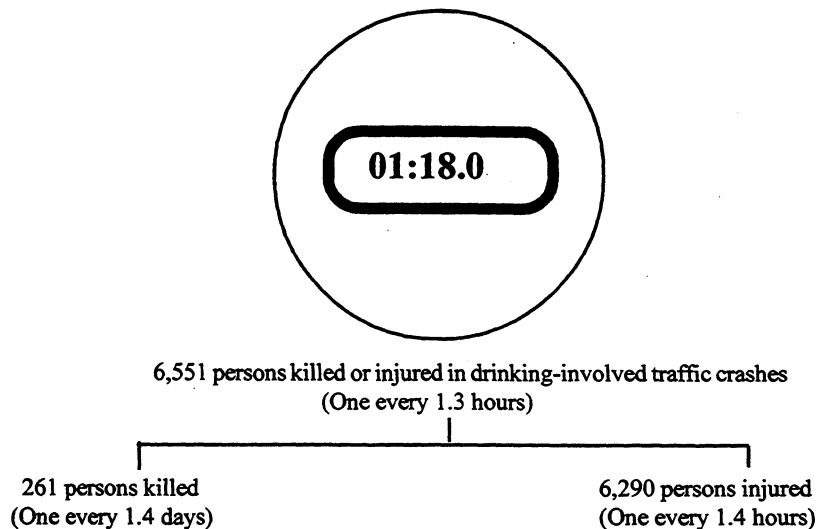 01:18.0
6,551 persons killed or injured in drinking-involved traffic crashes
(One every 1.3 hours)
261 persons killed
(One every 1.4 days)
6,290 persons injured
(One every 1.4 hours)